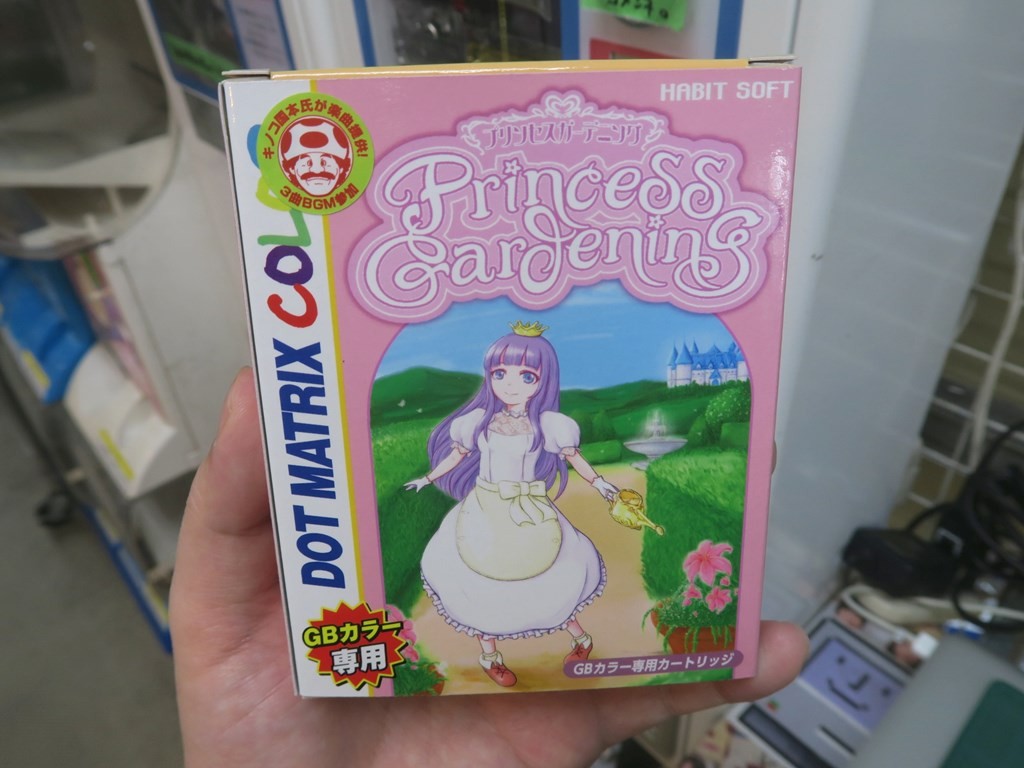 HABIT SOFT
プリンセスガーデニング
Princess
Gardening
キノコ国本氏が楽曲提供!
3曲BGM参加
DOT MATRIX COLOR
GBカラー
専用
GBカラー専用カートリッジ